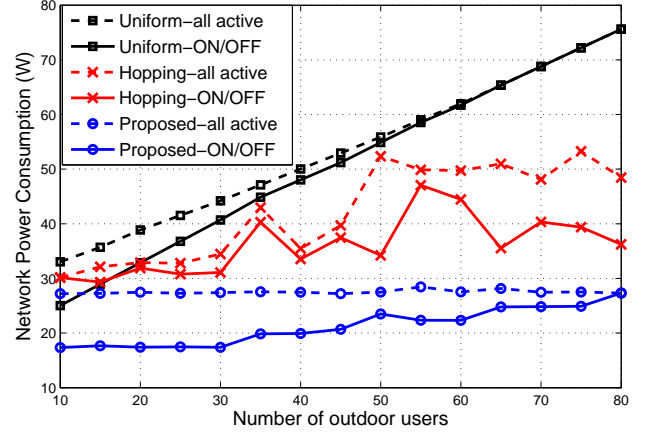 80
70
60
50
40
30
20
10
Network Power Consumption (W)
Uniform−all active
Uniform−ON/OFF
Hopping−all active
Hopping−ON/OFF
Proposed−all active
Proposed−ON/OFF
10 20 30 40 50 60 70 80
Number of outdoor users